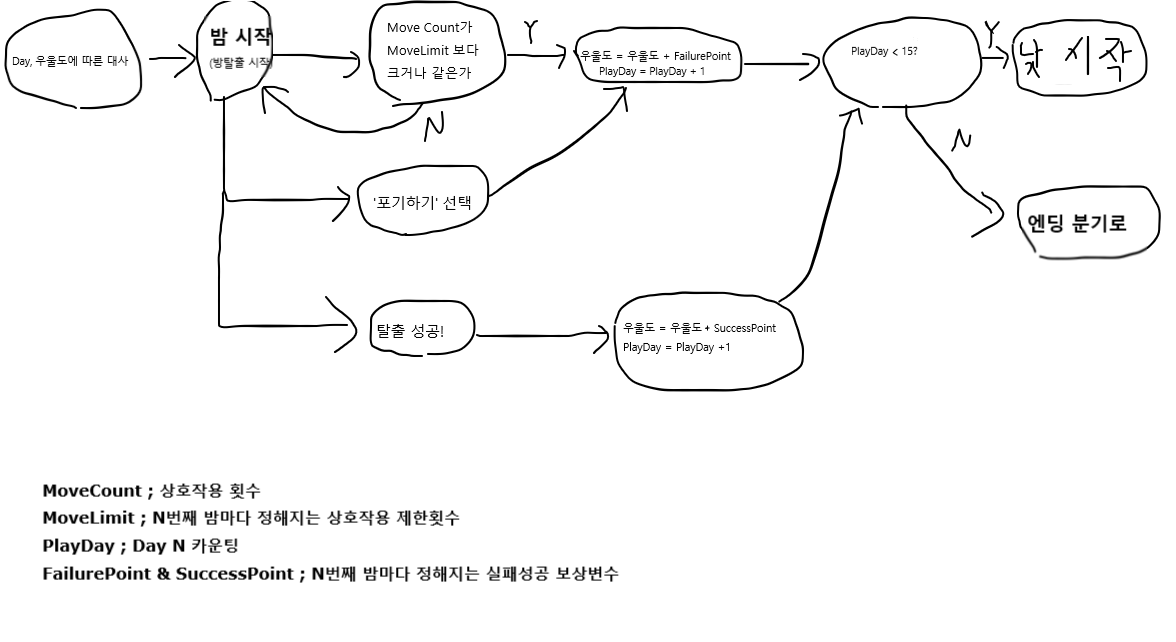 Day, 우울도에 따른 대사
밤 시작
(방탈출 시작)
Move Count가
MoveLimit 보다
크거나 같은가
Y
N
우울도 = 우울도 + FailurePoint
PlayDay = PlayDay + 1
PlayDay < 15?
Y
낮 시작
N
엔딩 분기로
'포기하기' 선택
탈출 성공!
우울도 = 우울도 + SuccessPoint
PlayDay = PlayDay +1
MoveCount ; 상호작용 횟수
MoveLimit ; N번째 밤마다 정해지는 상호작용 제한횟수
PlayDay ; Day N 카운팅
FailurePoint & SuccessPoint ; N번째 밤마다 정해지는 실패성공 보상변수